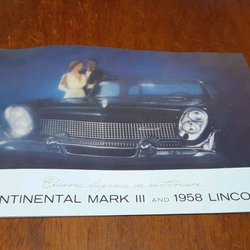 Classic elegance in motorcars
NTINENTAL MARK III AND 1958 LINCO